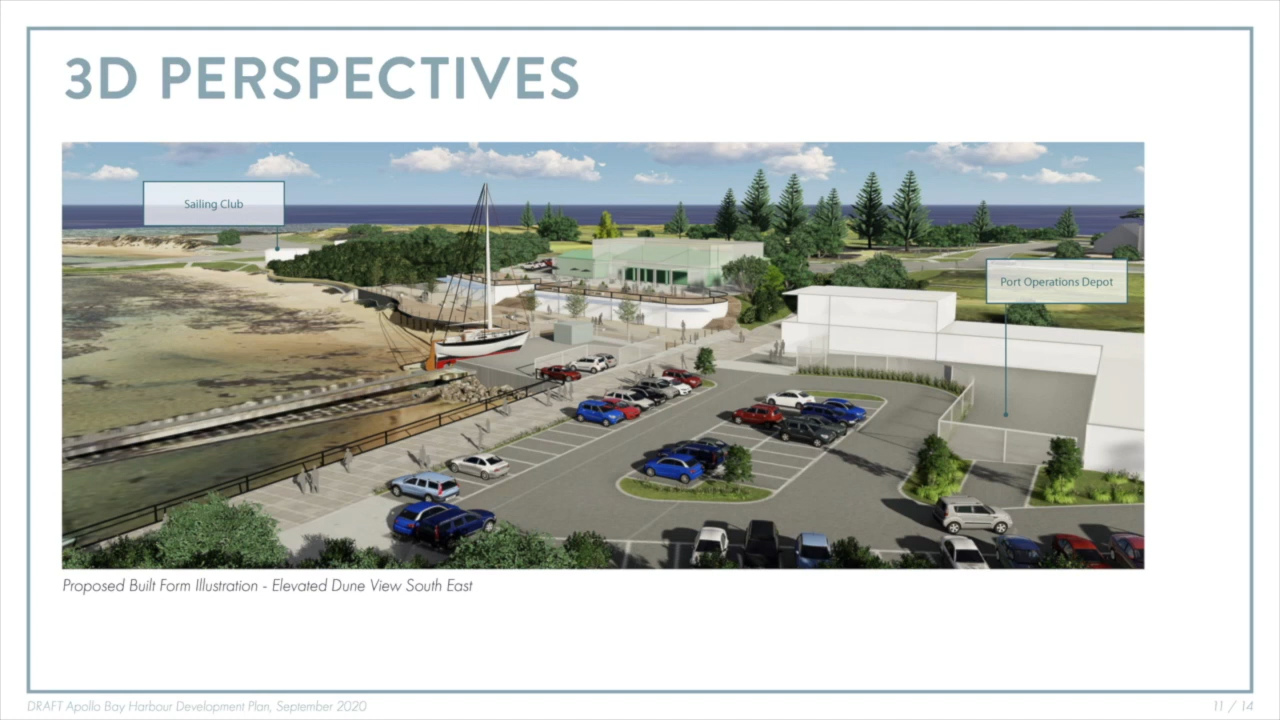 3D PERSPECTIVES
Sailing Club
Port Operations Depot
Proposed Built Form Illustration - Elevated Dune View South East
DRAFT Apollo Bay Harbour Development Plan, September 2020
11 / 14